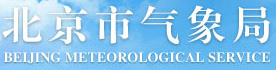 北京市气象局
BEIJING METEOROLOGICAL SERVICE